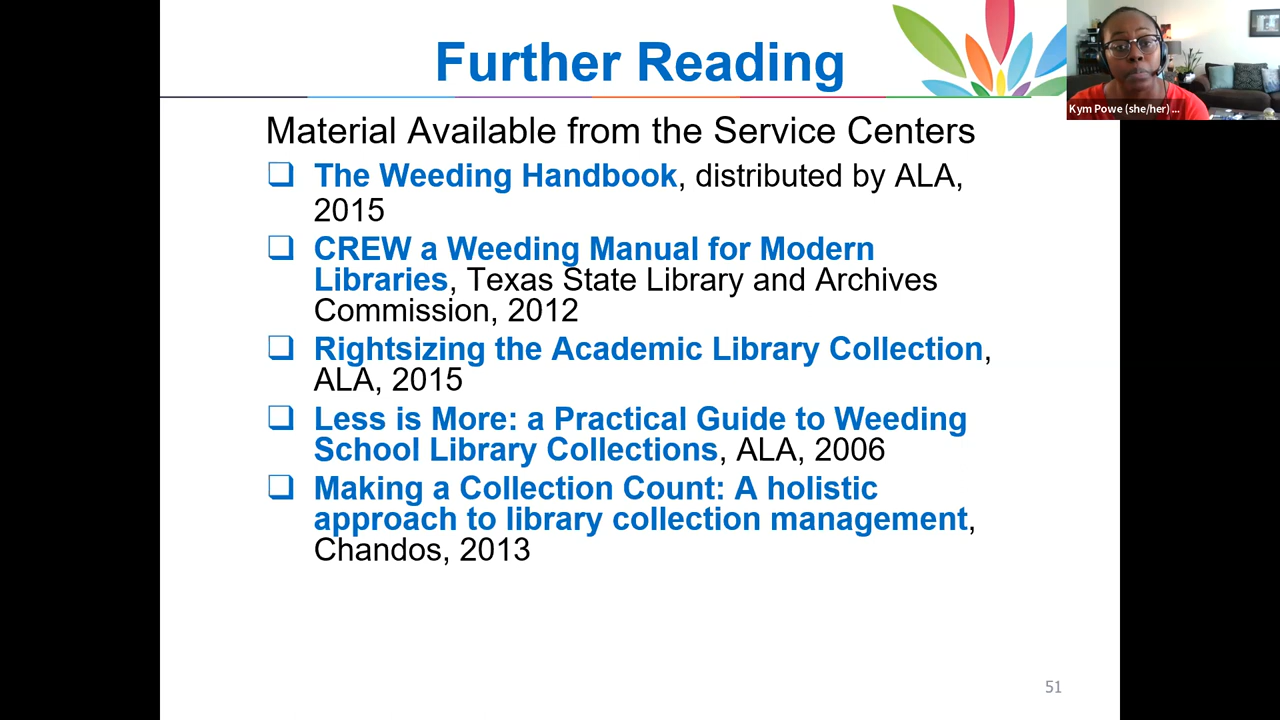 Further Reading
Kym Powe (she/her) ...
Material Available from the Service Centers
❑ The Weeding Handbook, distributed by ALA,
2015
❑ CREW a Weeding Manual for Modern
Libraries, Texas State Library and Archives
Commission, 2012
❑ Rightsizing the Academic Library Collection,
ALA, 2015
❑ Less is More: a Practical Guide to Weeding
School Library Collections, ALA, 2006
❑ Making a Collection Count: A holistic
approach to library collection management,
Chandos, 2013
51